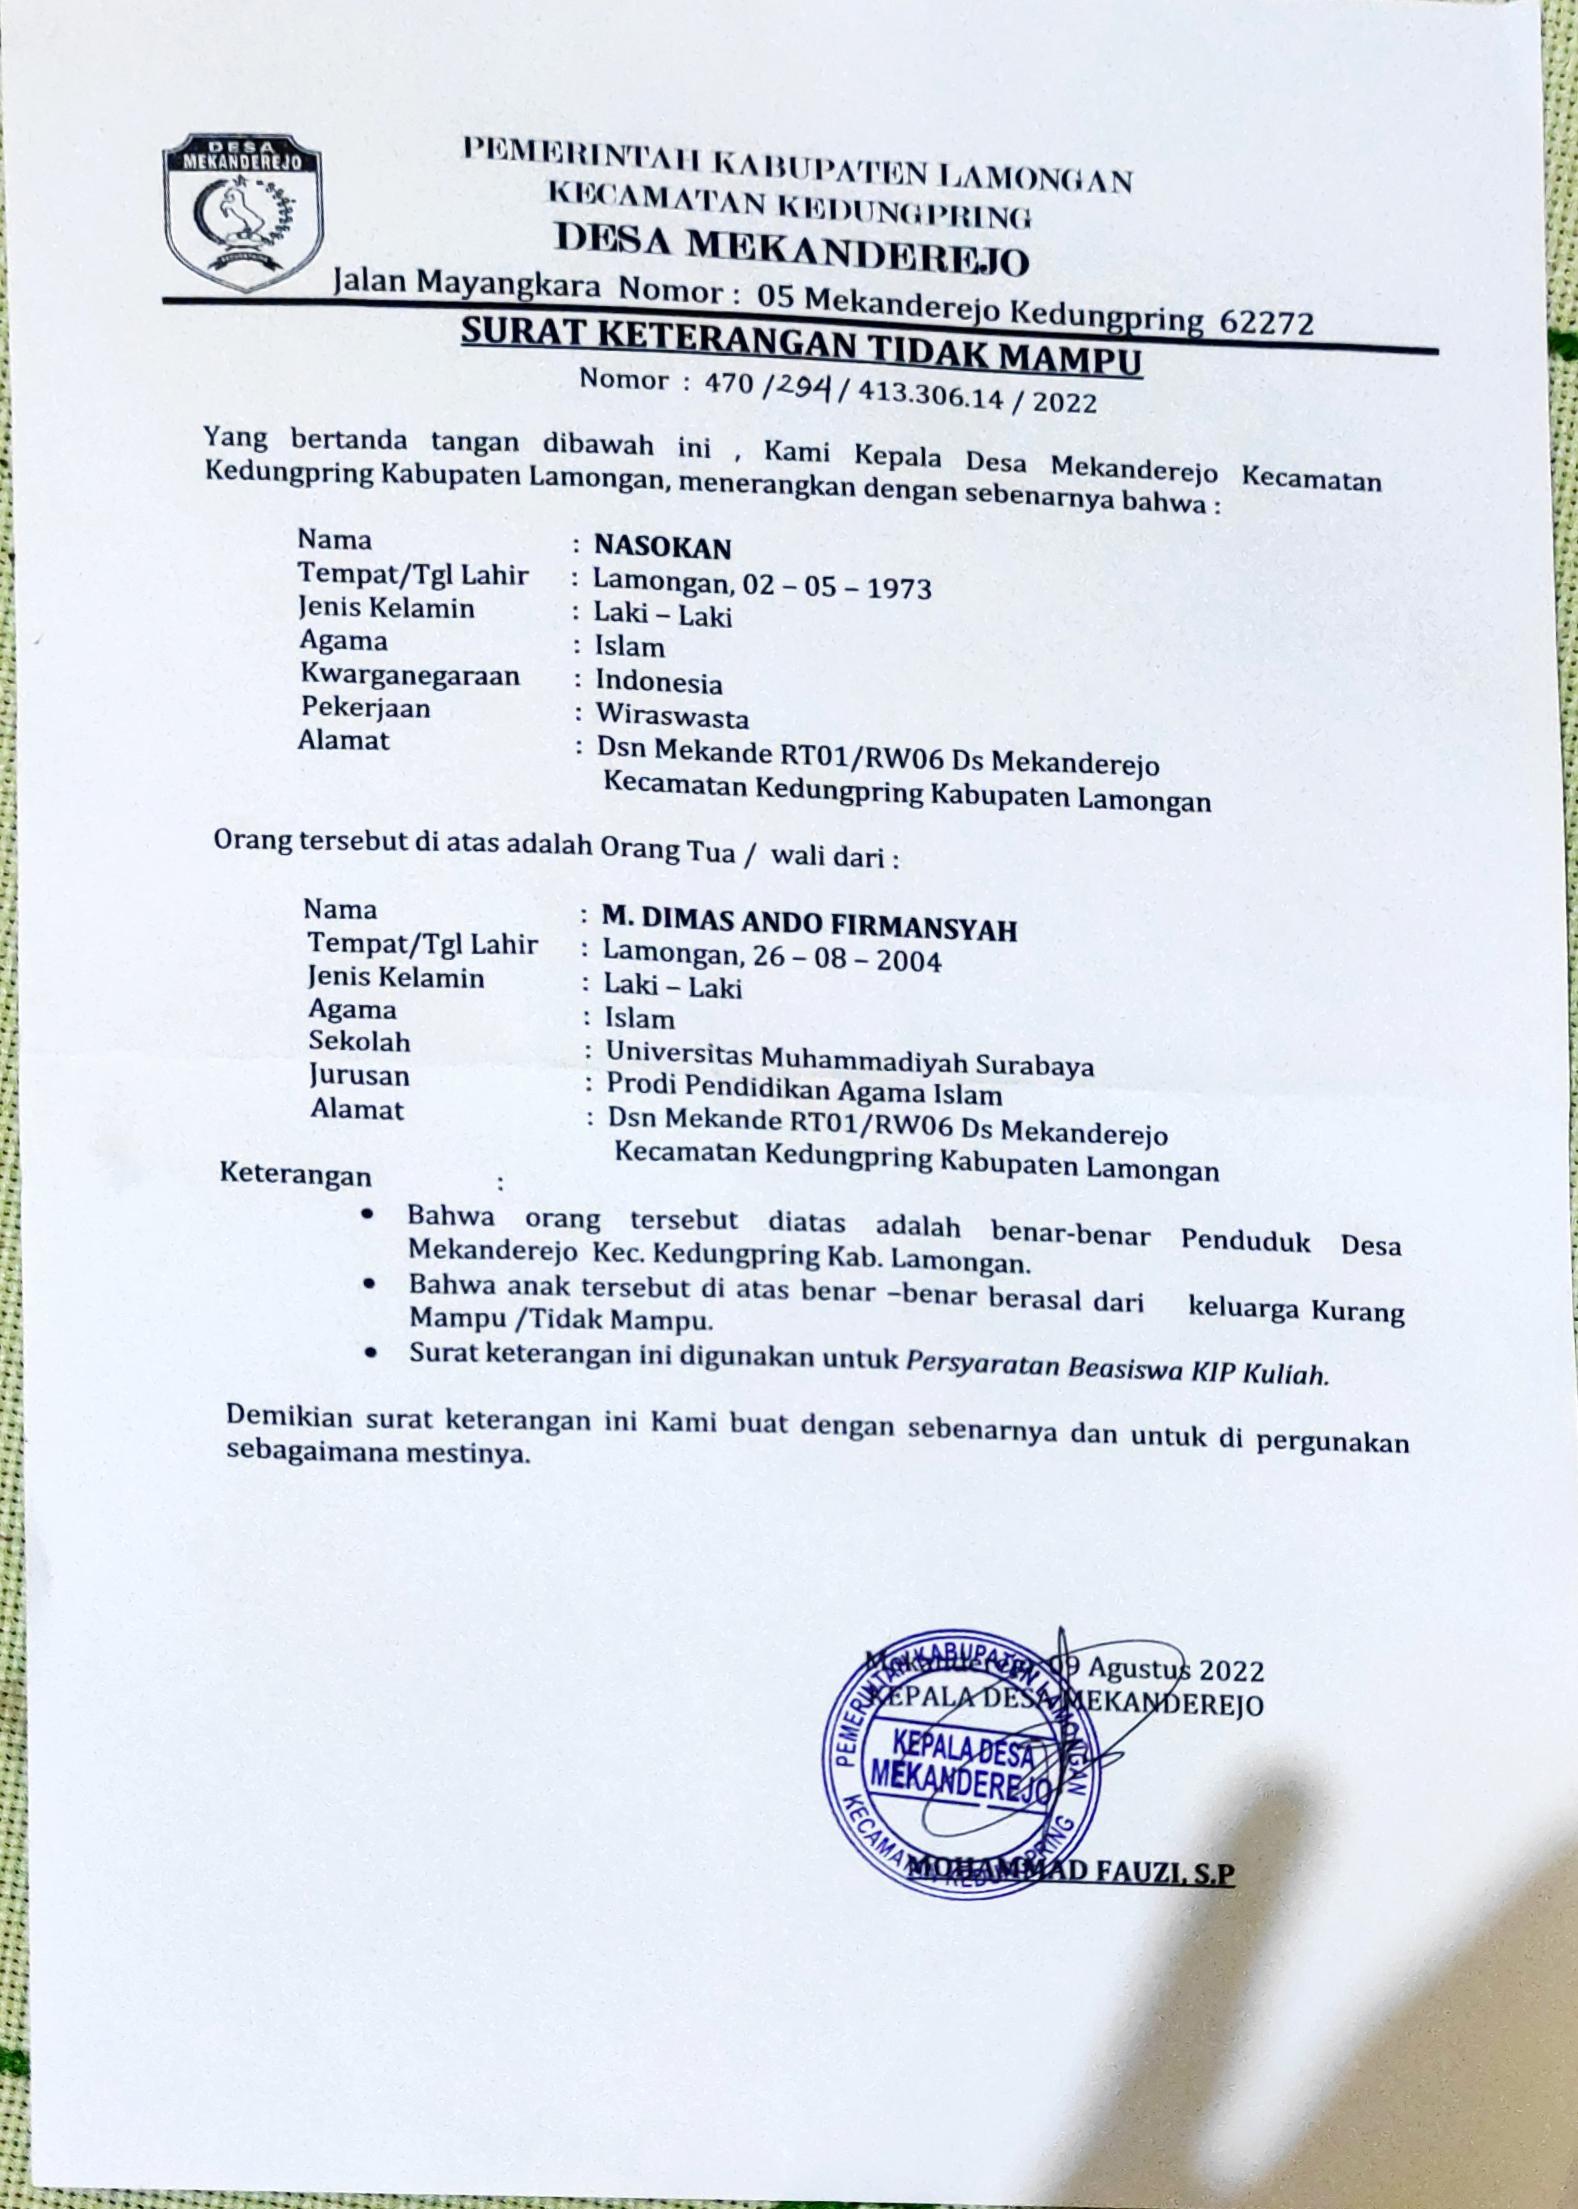 DESA
MEKANDEREJO
PEMERINTAH KABUPATEN LAMONGAN
KECAMATAN KEDUNGPRING
DESA MEKANDEREJO
Jalan Mayangkara Nomor : 05 Mekanderejo Kedungpring 62272
SURAT KETERANGAN TIDAK MAMPU
Nomor : 470 /294/ 413.306.14 / 2022
Yang bertanda tangan dibawah ini , Kami Kepala Desa Mekanderejo Kecamatan
Kedungpring Kabupaten Lamongan, menerangkan dengan sebenarnya bahwa :
Nama : NASOKAN
Tempat/Tgl Lahir : Lamongan, 02 – 05 – 1973
Jenis Kelamin : Laki – Laki
Agama : Islam
Kwarganegaraan : Indonesia
Pekerjaan : Wiraswasta
Alamat : Dsn Mekande RT01/RW06 Ds Mekanderejo
Kecamatan Kedungpring Kabupaten Lamongan
Orang tersebut di atas adalah Orang Tua / wali dari :
Nama : M. DIMAS ANDO FIRMANSYAH
Tempat/Tgl Lahir : Lamongan, 26 – 08 – 2004
Jenis Kelamin : Laki – Laki
Agama : Islam
Sekolah : Universitas Muhammadiyah Surabaya
Jurusan : Prodi Pendidikan Agama Islam
Alamat : Dsn Mekande RT01/RW06 Ds Mekanderejo
Kecamatan Kedungpring Kabupaten Lamongan
Keterangan :
• Bahwa orang tersebut diatas adalah benar-benar Penduduk Desa
Mekanderejo Kec. Kedungpring Kab. Lamongan.
• Bahwa anak tersebut di atas benar –benar berasal dari keluarga Kurang
Mampu /Tidak Mampu.
• Surat keterangan ini digunakan untuk Persyaratan Beasiswa KIP Kuliah.
Demikian surat keterangan ini Kami buat dengan sebenarnya dan untuk di pergunakan
sebagaimana mestinya.
Mekanderejo, 09 Agustus 2022
KEPALA DESA MEKANDEREJO
PEMERINTAH KABUPATEN LAMONGAN
KEPALA DESA
MEKANDEREJO
KECAMATAN KEDUNGPRING
MOHAMMAD FAUZI, S.P